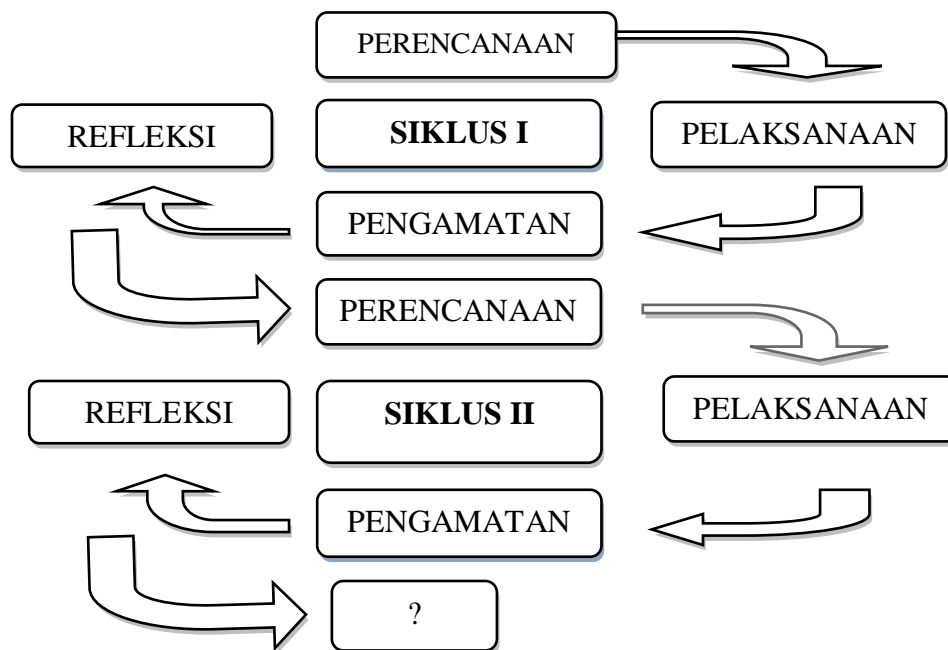 PERENCANAAN
REFLEKSI
SIKLUS I
PELAKSANAAN
PENGAMATAN
PERENCANAAN
REFLEKSI
SIKLUS II
PELAKSANAAN
PENGAMATAN
?